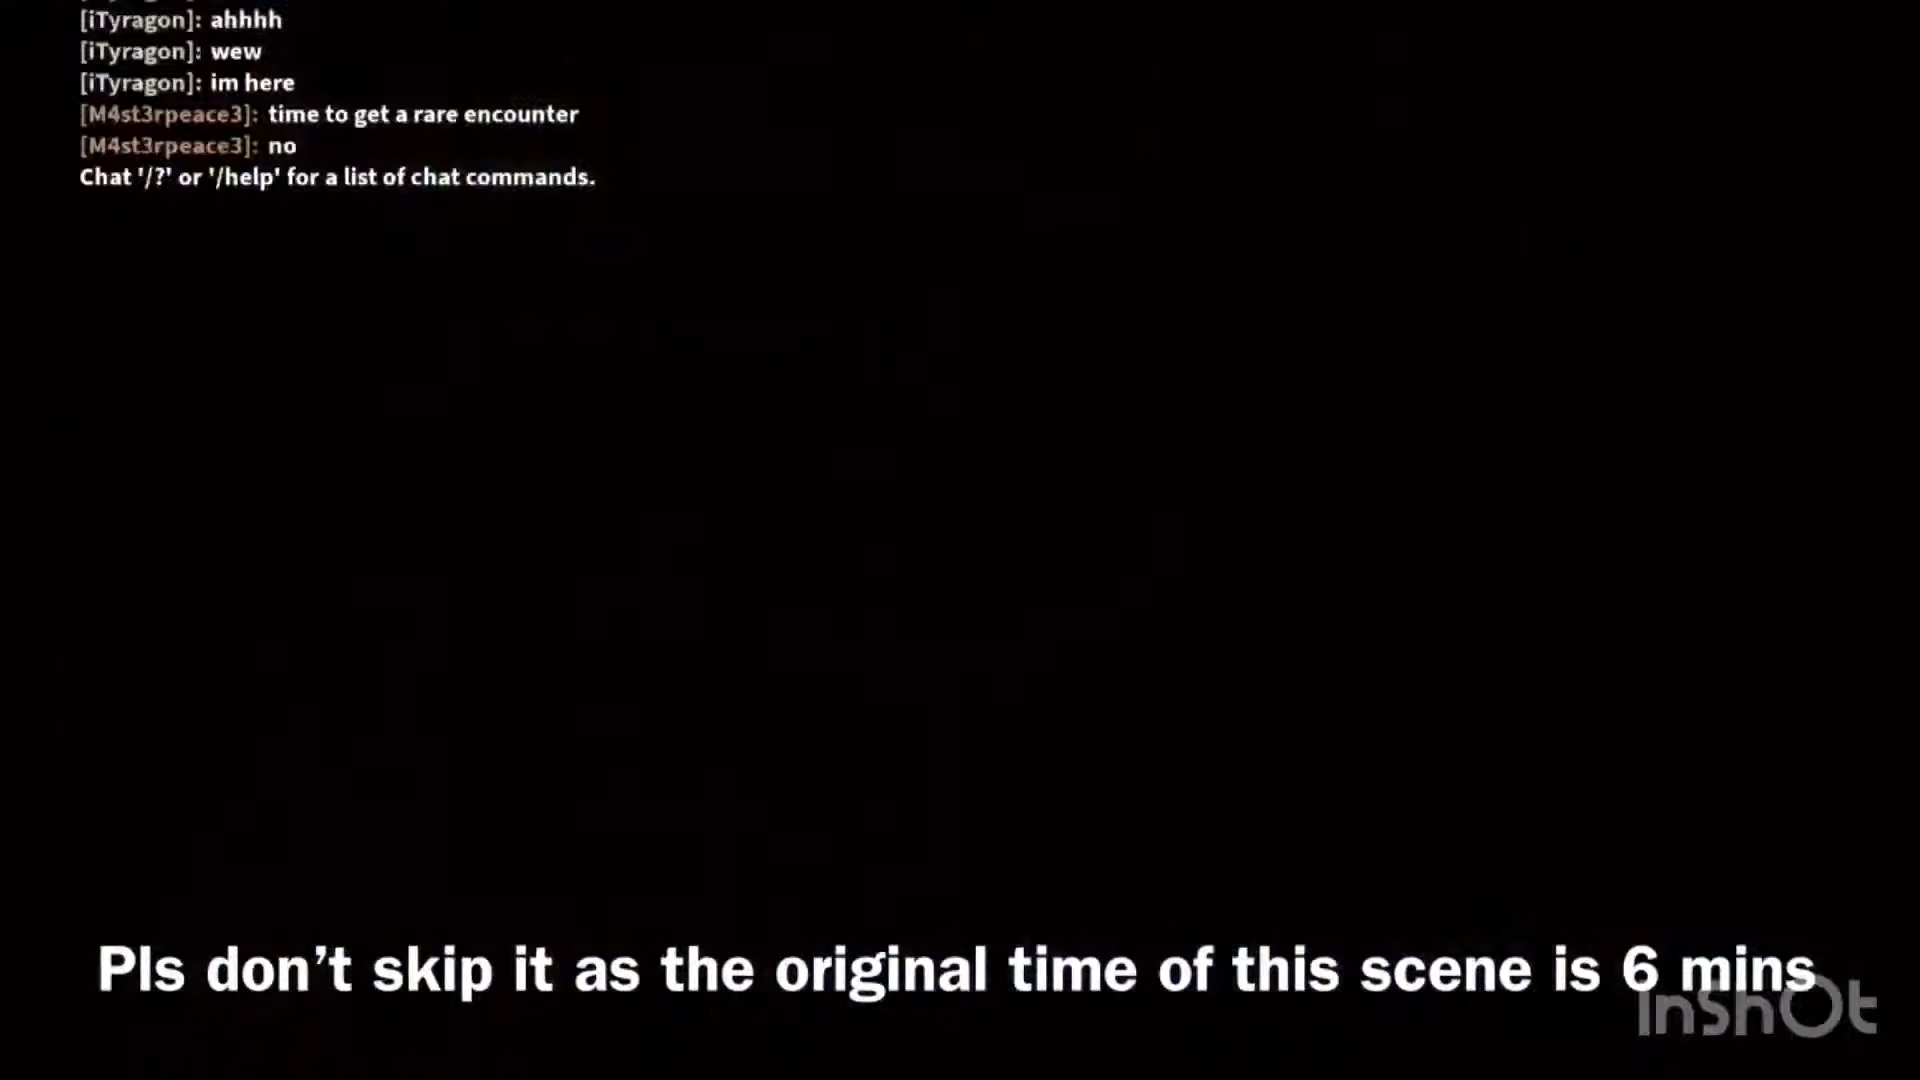 [iTyragon]: ahhhh
[iTyragon]: wew
[iTyragon]: im here
[M4st3rpeace3]: time to get a rare encounter
[M4st3rpeace3]: no
Chat '/?' or '/help' for a list of chat commands.
Pls don’t skip it as the original time of this scene is 6 mins
InShOt